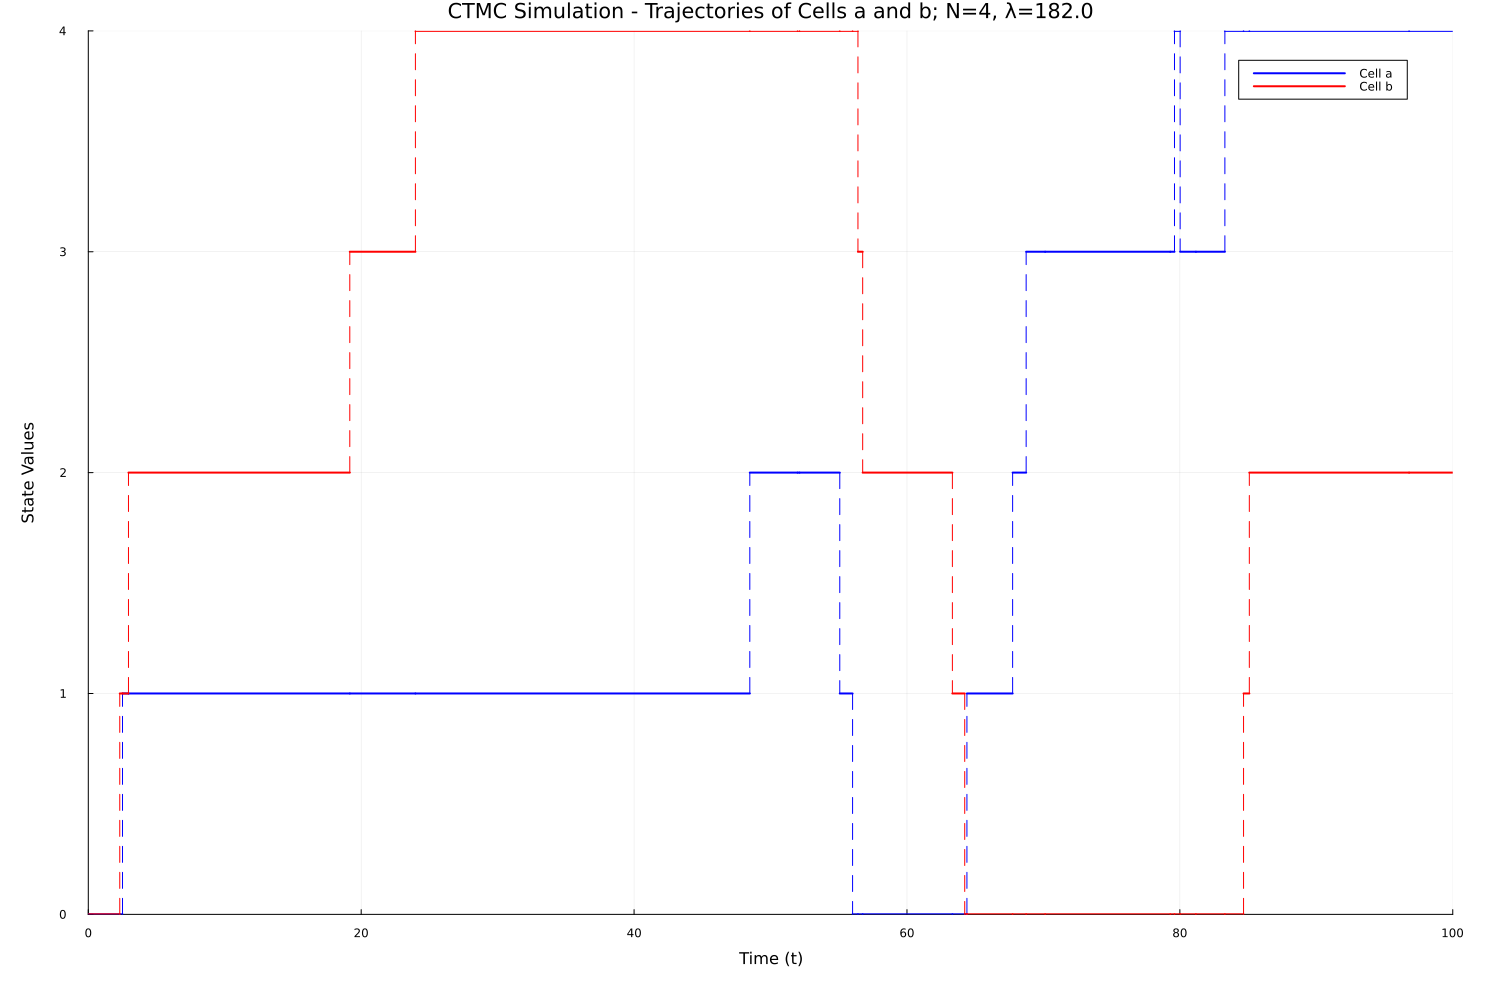 CTMC Simulation - Trajectories of Cells a and b; N=4, λ=182.0
4
Cell a
Cell b
3
State Values
2
1
0
0 20 40 60 80 100
Time (t)